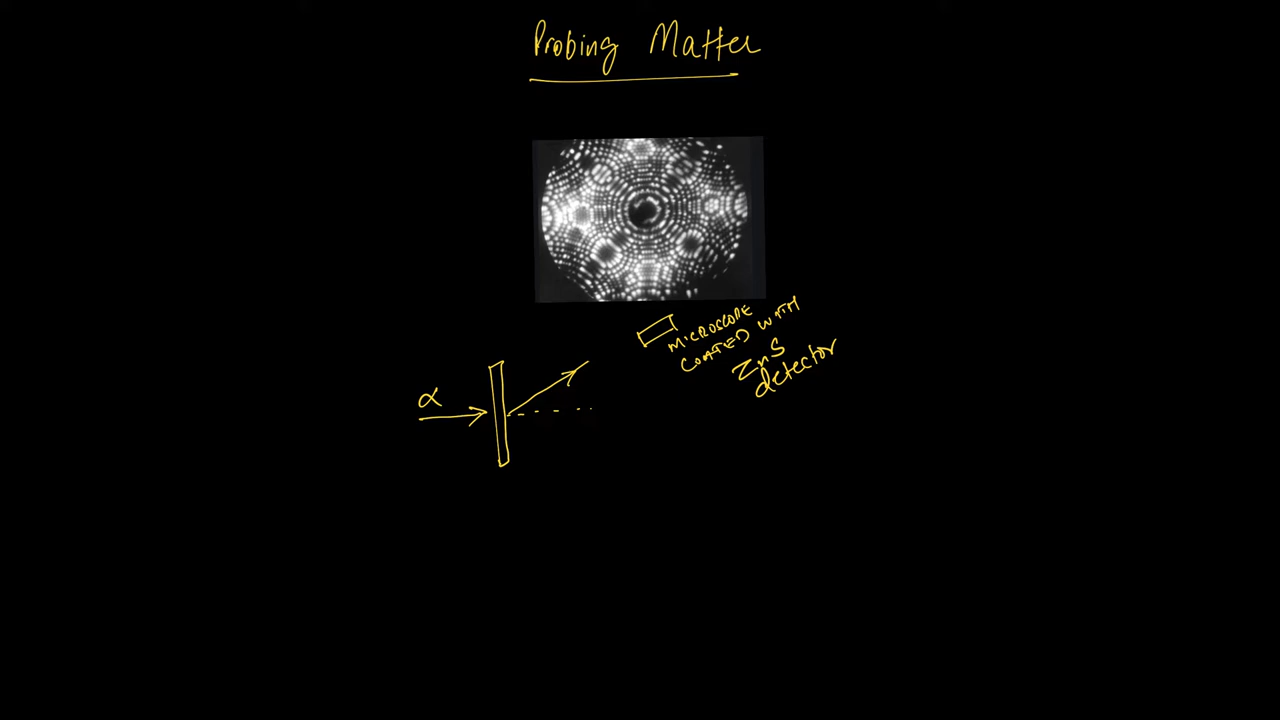 Probing Matter
MICROSCOPE
COATED WITH
ZnS
detector
α